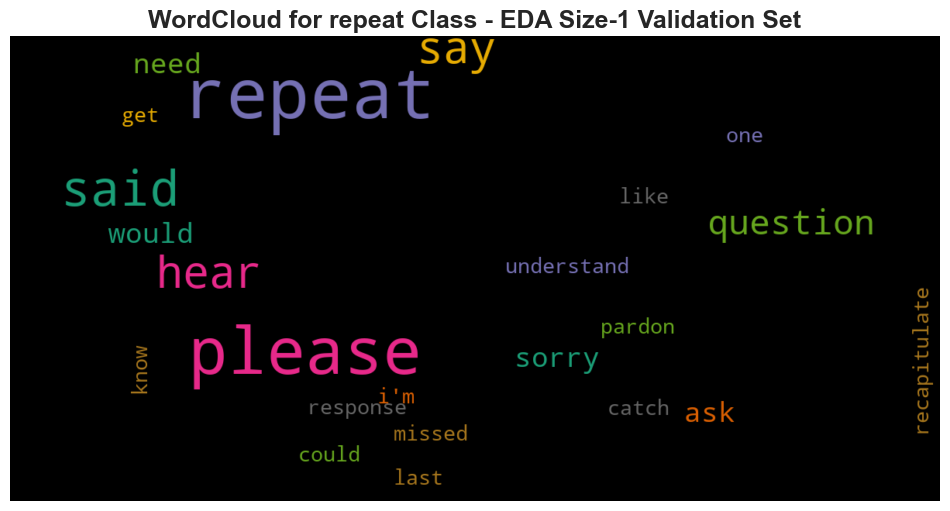 WordCloud for repeat Class - EDA Size-1 Validation Set
say
need
repeat
get
one
said
like
would
question
hear
understand
recapitulate
pardon
please
sorry
know
i'm
response
catch
ask
missed
could
last